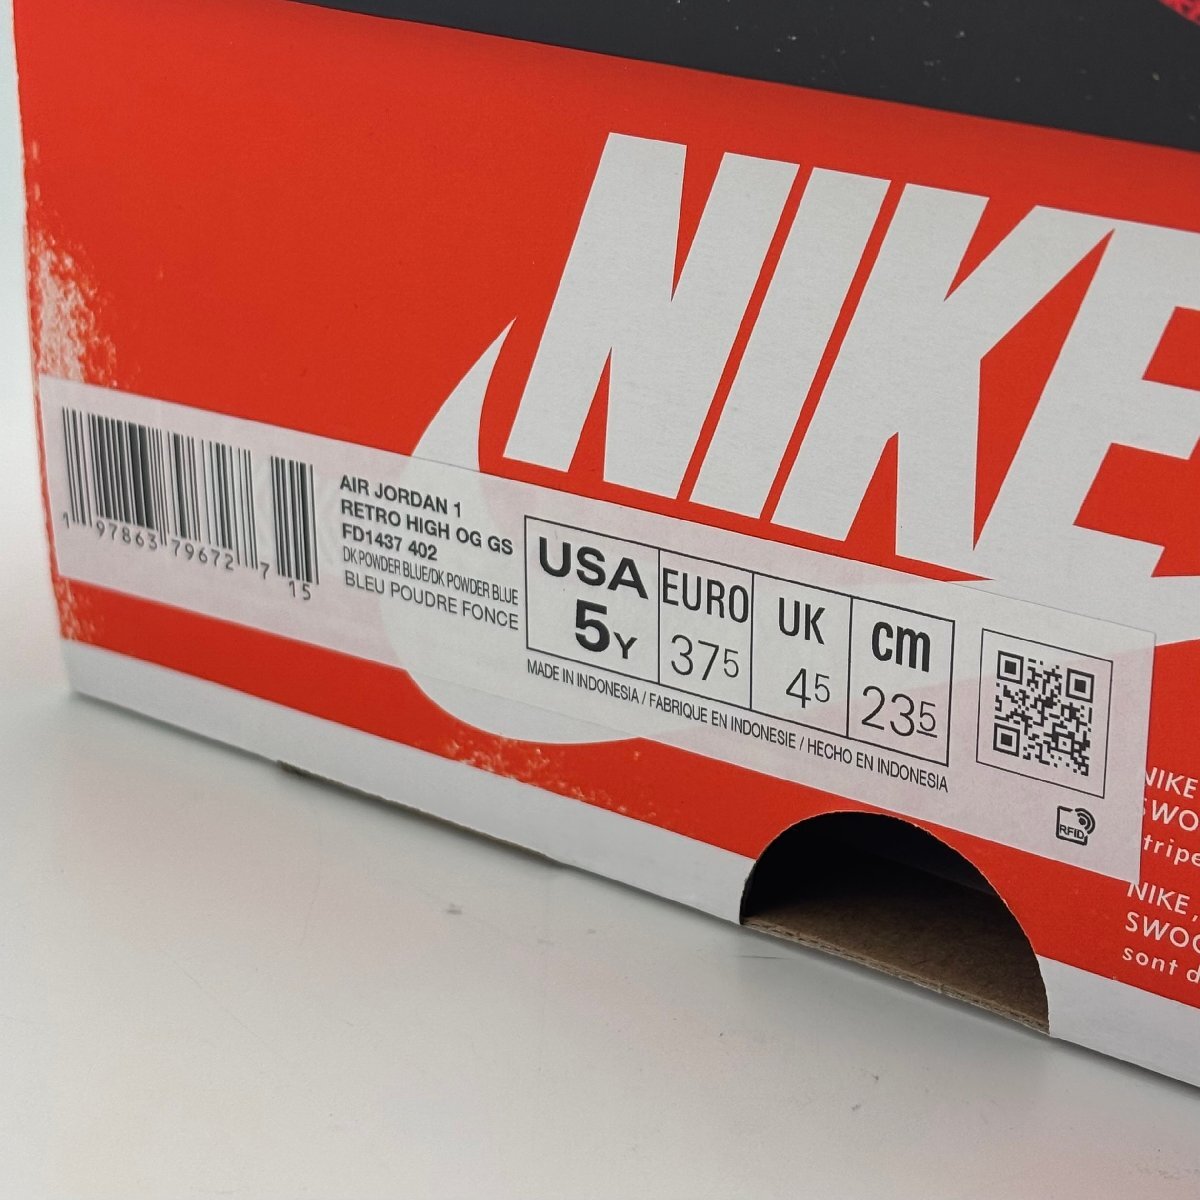 NIKE
AIR JORDAN 1
RETRO HIGH OG GS
FD1437 402
DK POWDER BLUE/DK POWDER BLUE
BLEU POUDRE FONCE
1 97863 79672 7
15
USA EURO UK cm
5Y 375 45 235
MADE IN INDONESIA / FABRIQUE EN INDONESIE / HECHO EN INDONESIA
RFID
NIKE
SWOO
tripe
NIKE,
SWOO
sont d